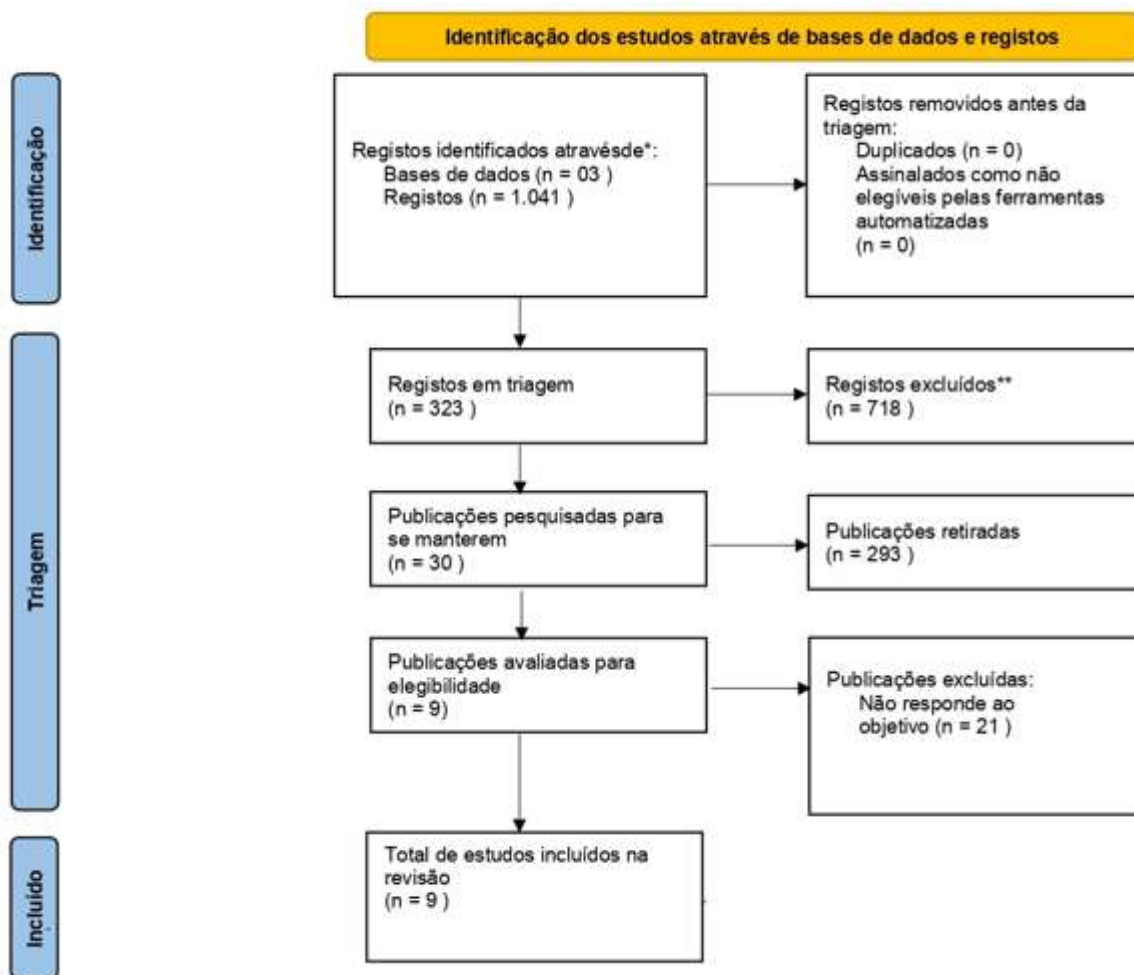 Identificação dos estudos através de bases de dados e registos
Identificação
Registos identificados atravésde*:
Bases de dados (n = 03 )
Registos (n = 1.041 )
Registos removidos antes da
triagem:
Duplicados (n = 0)
Assinalados como não
elegíveis pelas ferramentas
automatizadas
(n = 0)
Triagem
Registos em triagem
(n = 323 )
Registos excluídos**
(n = 718 )
Publicações pesquisadas para
se manterem
(n = 30 )
Publicações retiradas
(n = 293 )
Publicações avaliadas para
elegibilidade
(n = 9)
Publicações excluídas:
Não responde ao
objetivo (n = 21 )
Incluído
Total de estudos incluídos na
revisão
(n = 9 )